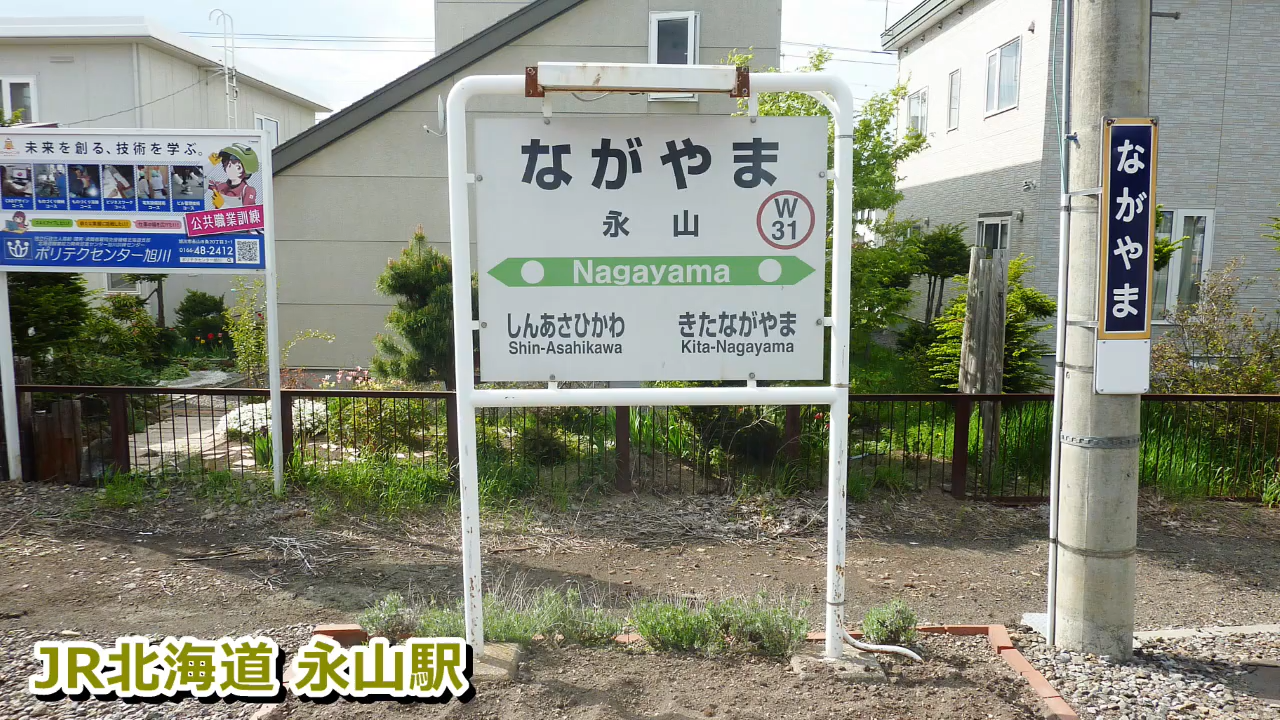 未来を創る、技術を学ぶ。
公共職業訓練
0166-48-2412
ポリテクセンター旭川
ながやま
永山
W
31
Nagayama
しんあさひかわ
きたながやま
Shin-Asahikawa
Kita-Nagayama
ながやま
JR北海道 永山駅